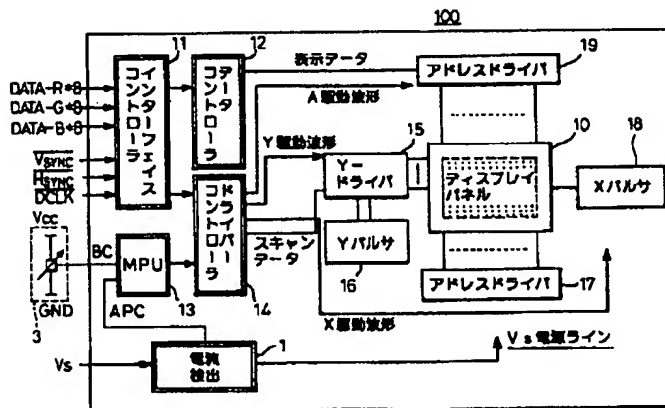 100
11
12
19
インターフェイスコントローラ
データコントローラ
表示データ
アドレスドライバ
A駆動波形
DATA-R*8
DATA-G*8
DATA-B*8
Y駆動波形
15
10
18
Y-ドライバ
ディスプレイパネル
Xパルサ
VSYNC
HSYNC
DCLK
ドライバーコントローラ
スキャンデータ
Yパルサ
16
VCC
BC
MPU
アドレスドライバ
17
GND
3
APC
13
14
X駆動波形
1
Vs電源ライン
Vs
電流検出